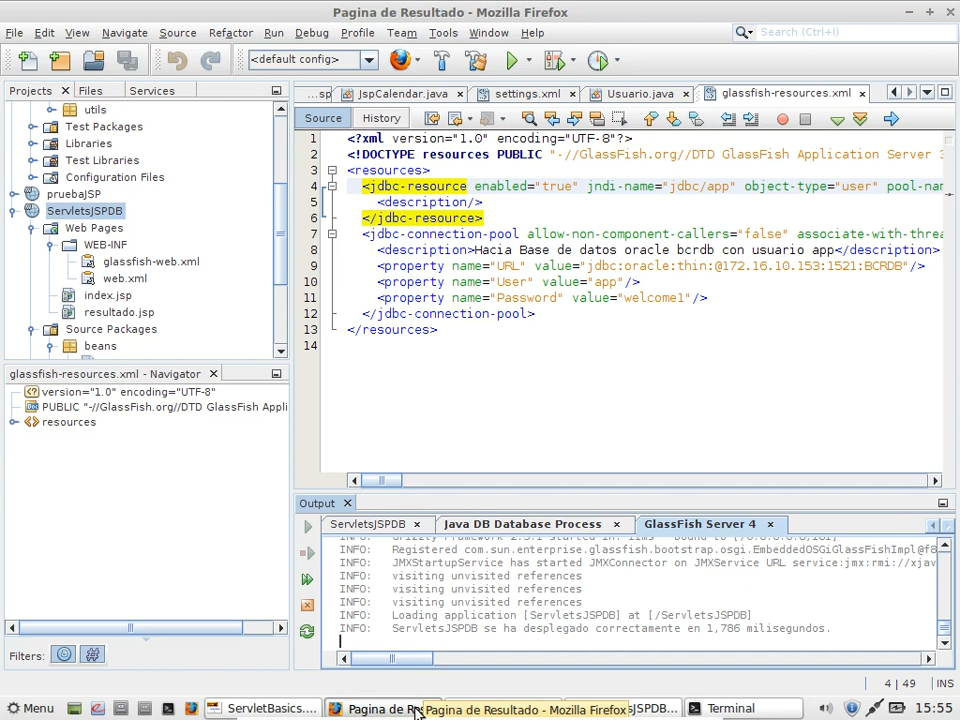 Pagina de Resultado - Mozilla Firefox
File Edit View Navigate Source Refactor Run Debug Profile Team Tools Window Help
Search (Ctrl+I)
<default config>
Projects Files Services
utils
Test Packages
Libraries
Test Libraries
Configuration Files
pruebaJSP
ServletsJSPDB
Web Pages
WEB-INF
glassfish-web.xml
web.xml
index.jsp
resultado.jsp
Source Packages
beans
glassfish-resources.xml - Navigator
version="1.0" encoding="UTF-8"
PUBLIC "-//GlassFish.org//DTD GlassFish Appli
resources
Filters:
...sp JspCalendar.java settings.xml Usuario.java glassfish-resources.xml
Source History
1 <?xml version="1.0" encoding="UTF-8"?>
2 <!DOCTYPE resources PUBLIC "-//GlassFish.org//DTD GlassFish Application Server 3
3 <resources>
4 <jdbc-resource enabled="true" jndi-name="jdbc/app" object-type="user" pool-nam
5 <description/>
6 </jdbc-resource>
7 <jdbc-connection-pool allow-non-component-callers="false" associate-with-threa
8 <description>Hacia Base de datos oracle bcrdb con usuario app</description>
9 <property name="URL" value="jdbc:oracle:thin:@172.16.10.153:1521:BCRDB"/>
10 <property name="User" value="app"/>
11 <property name="Password" value="welcome1"/>
12 </jdbc-connection-pool>
13 </resources>
14
Output
ServletsJSPDB Java DB Database Process GlassFish Server 4
INFO: Registered com.sun.enterprise.glassfish.bootstrap.osgi.EmbeddedOSGiGlassFishImpl@f8
INFO: JMXStartupService has started JMXConnector on JMXService URL service:jmx:rmi://xjav
INFO: visiting unvisited references
INFO: visiting unvisited references
INFO: visiting unvisited references
INFO: Loading application [ServletsJSPDB] at [/ServletsJSPDB]
INFO: ServletsJSPDB se ha desplegado correctamente en 1,786 milisegundos.
4 | 49 INS
Menu ServletBasics.... Pagina de Re Pagina de Resultado - Mozilla Firefox JSPDB... Terminal 15:55